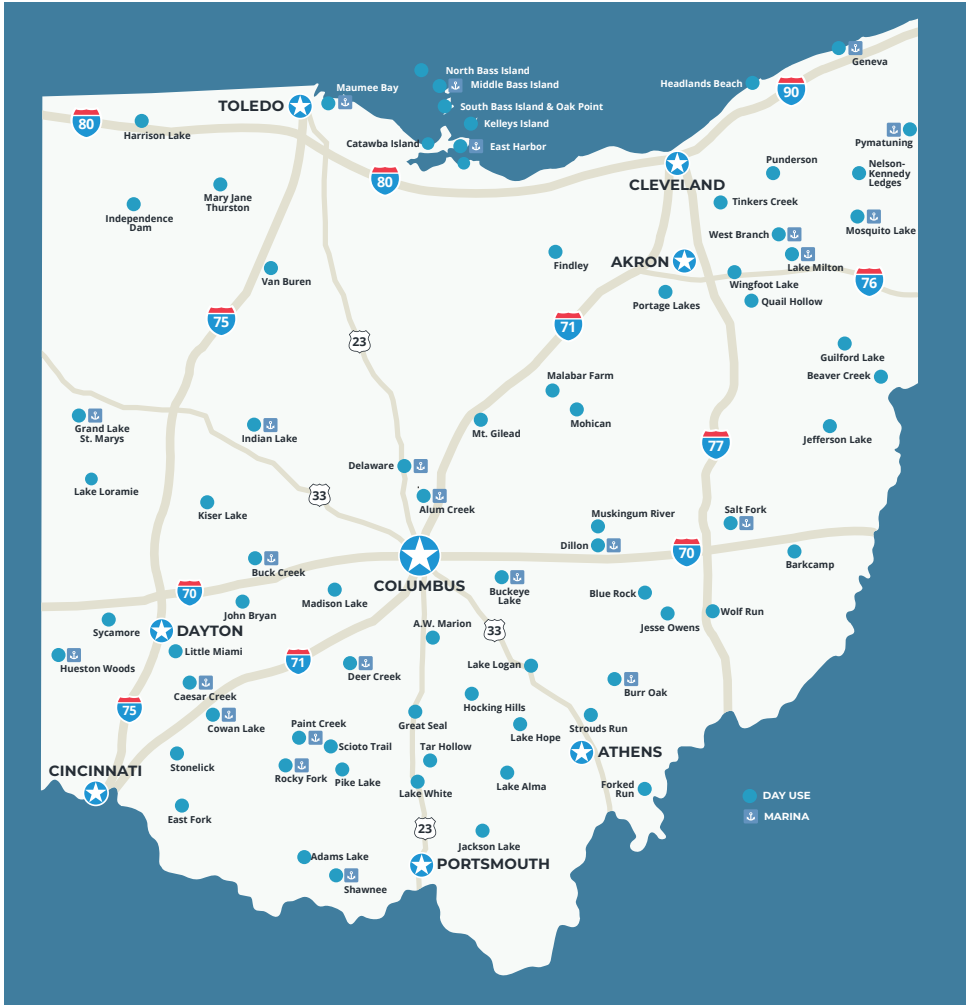 Geneva
North Bass Island
Middle Bass Island
Headlands Beach
Maumee Bay
90
TOLEDO
South Bass Island & Oak Point
80
Kelleys Island
Harrison Lake
Catawba Island
East Harbor
Pymatuning
Punderson
Nelson-
Kennedy
Ledges
80
CLEVELAND
Mary Jane
Thurston
Tinkers Creek
Independence
Dam
Mosquito Lake
West Branch
AKRON
Findley
Lake Milton
Van Buren
Wingfoot Lake
76
Portage Lakes
Quail Hollow
75
71
23
Guilford Lake
Malabar Farm
Beaver Creek
Grand Lake
St. Marys
Indian Lake
Mt. Gilead
Mohican
Jefferson Lake
77
Delaware
Lake Loramie
33
Alum Creek
Kiser Lake
Muskingum River
Salt Fork
Dillon
70
Barkcamp
Buck Creek
COLUMBUS
70
Buckeye
Lake
Blue Rock
Madison Lake
John Bryan
Wolf Run
Sycamore
DAYTON
A.W. Marion
33
Jesse Owens
Little Miami
71
Hueston Woods
Deer Creek
Lake Logan
Caesar Creek
Burr Oak
75
Hocking Hills
Cowan Lake
Paint Creek
Great Seal
Lake Hope
Strouds Run
Scioto Trail
Tar Hollow
ATHENS
Stonelick
CINCINNATI
Rocky Fork
Pike Lake
Lake White
Lake Alma
Forked
Run
DAY USE
East Fork
MARINA
23
Jackson Lake
Adams Lake
PORTSMOUTH
Shawnee